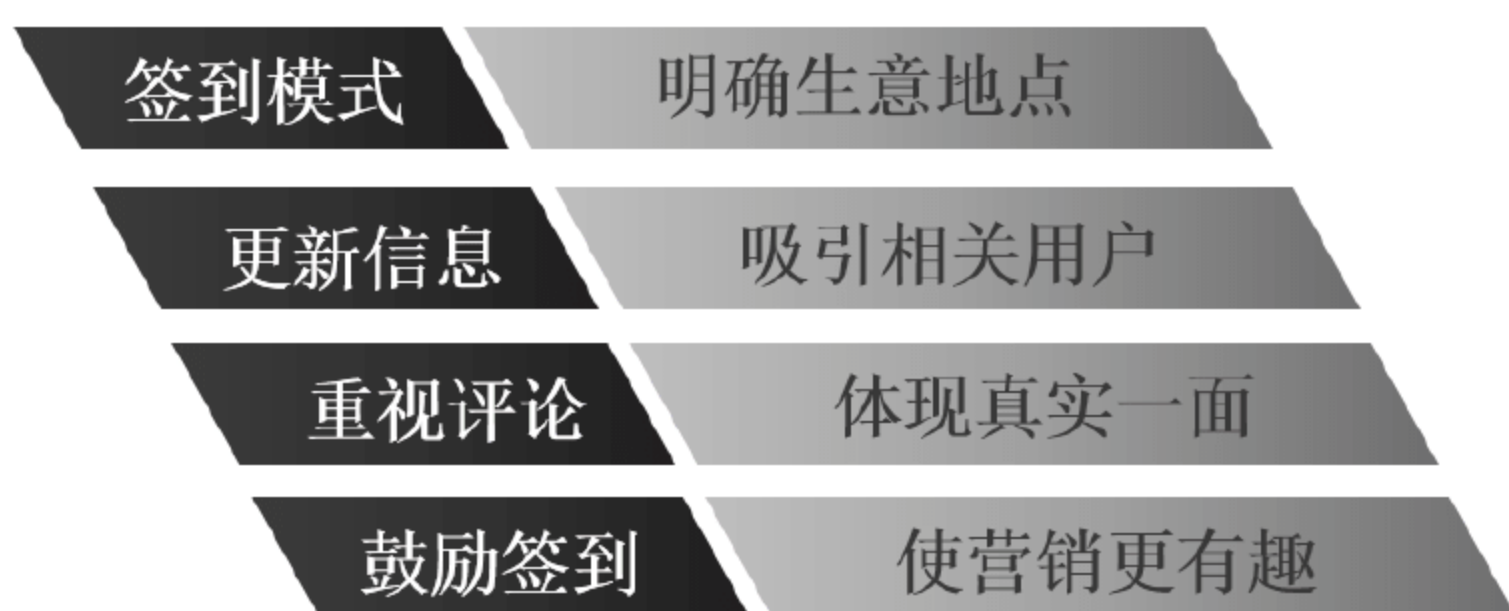 签到模式 明确生意地点
更新信息 吸引相关用户
重视评论 体现真实一面
鼓励签到 使营销更有趣